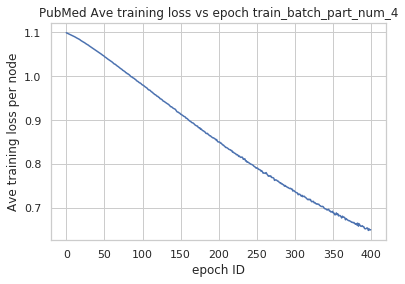 PubMed Ave training loss vs epoch train_batch_part_num_4
Ave training loss per node
1.1
1.0
0.9
0.8
0.7
0 50 100 150 200 250 300 350 400
epoch ID